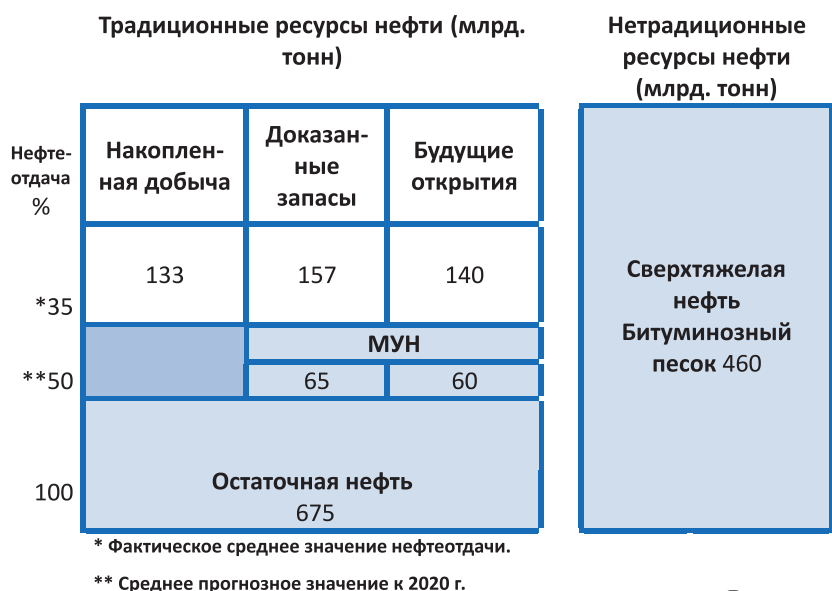 Традиционные ресурсы нефти (млрд.
тонн)
Нетрадиционные
ресурсы нефти
(млрд. тонн)
Нефте-
отдача
%
Накоплен-
ная добыча
Доказан-
ные
запасы
Будущие
открытия
*35
133
157
140
МУН
**50
65
60
100
Остаточная нефть
675
Сверхтяжелая
нефть
Битуминозный
песок 460
* Фактическое среднее значение нефтеотдачи.
** Среднее прогнозное значение к 2020 г.